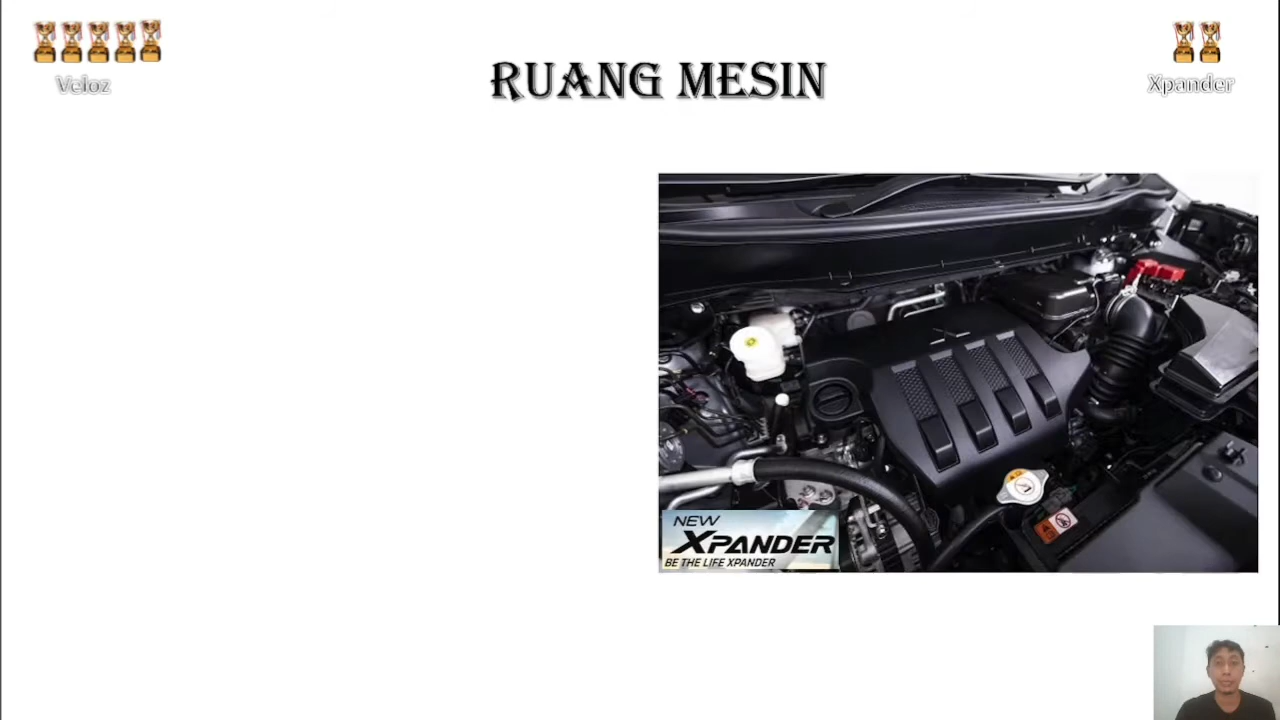 Veloz
Xpander
RUANG MESIN
NEW
XPANDER
BE THE LIFE XPANDER